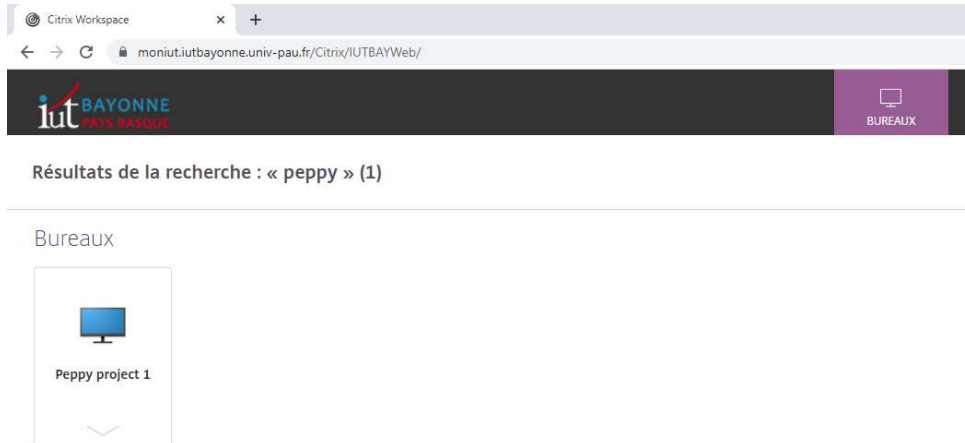 Citrix Workspace
moniut.iutbayonne.univ-pau.fr/Citrix/IUTBAYWeb/
iut BAYONNE
PAYS BASQUE
BUREAUX
Résultats de la recherche : « peppy » (1)
Bureaux
Peppy project 1